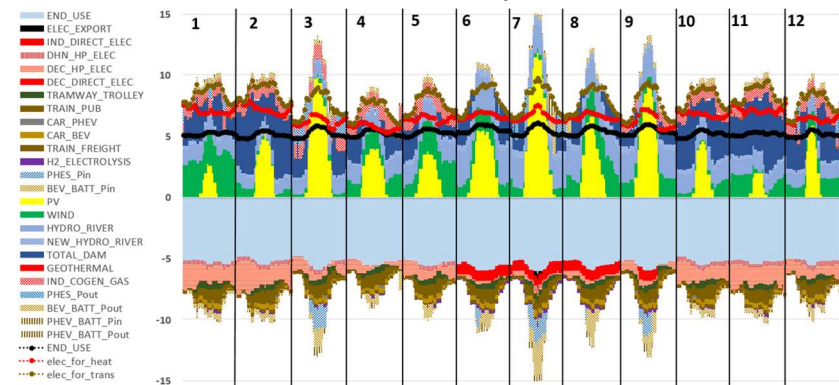 END_USE
ELEC_EXPORT
IND_DIRECT_ELEC
DHN_HP_ELEC
DEC_HP_ELEC
DEC_DIRECT_ELEC
TRAMWAY_TROLLEY
TRAIN_PUB
CAR_PHEV
CAR_BEV
TRAIN_FREIGHT
H2_ELECTROLYSIS
PHES_Pin
BEV_BATT_Pin
PV
WIND
HYDRO_RIVER
NEW_HYDRO_RIVER
TOTAL_DAM
GEOTHERMAL
IND_COGEN_GAS
PHES_Pout
BEV_BATT_Pout
PHEV_BATT_Pin
PHEV_BATT_Pout
END_USE
elec_for_heat
elec_for_trans
15
10
5
0
-5
-10
-15
1 2 3 4 5 6 7 8 9 10 11 12